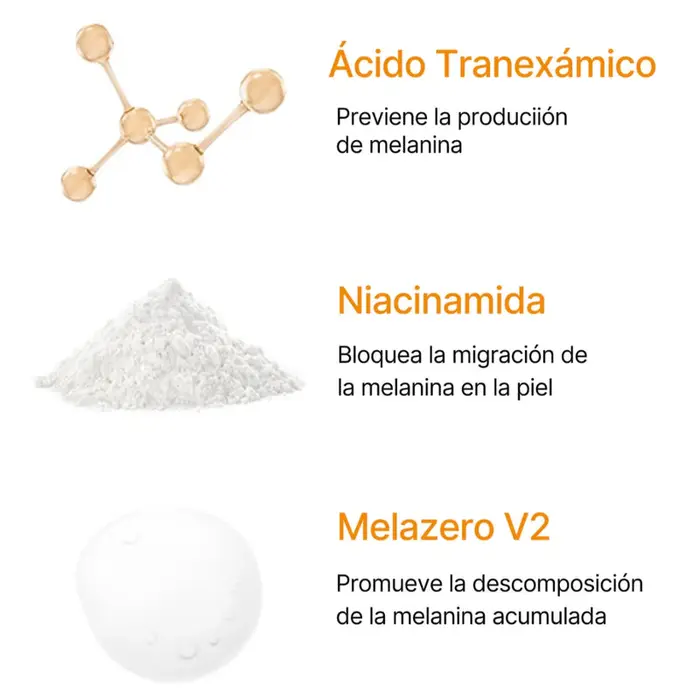 Ácido Tranexámico
Previene la produciión
de melanina
Niacinamida
Bloquea la migración de
la melanina en la piel
Melazero V2
Promueve la descomposición
de la melanina acumulada